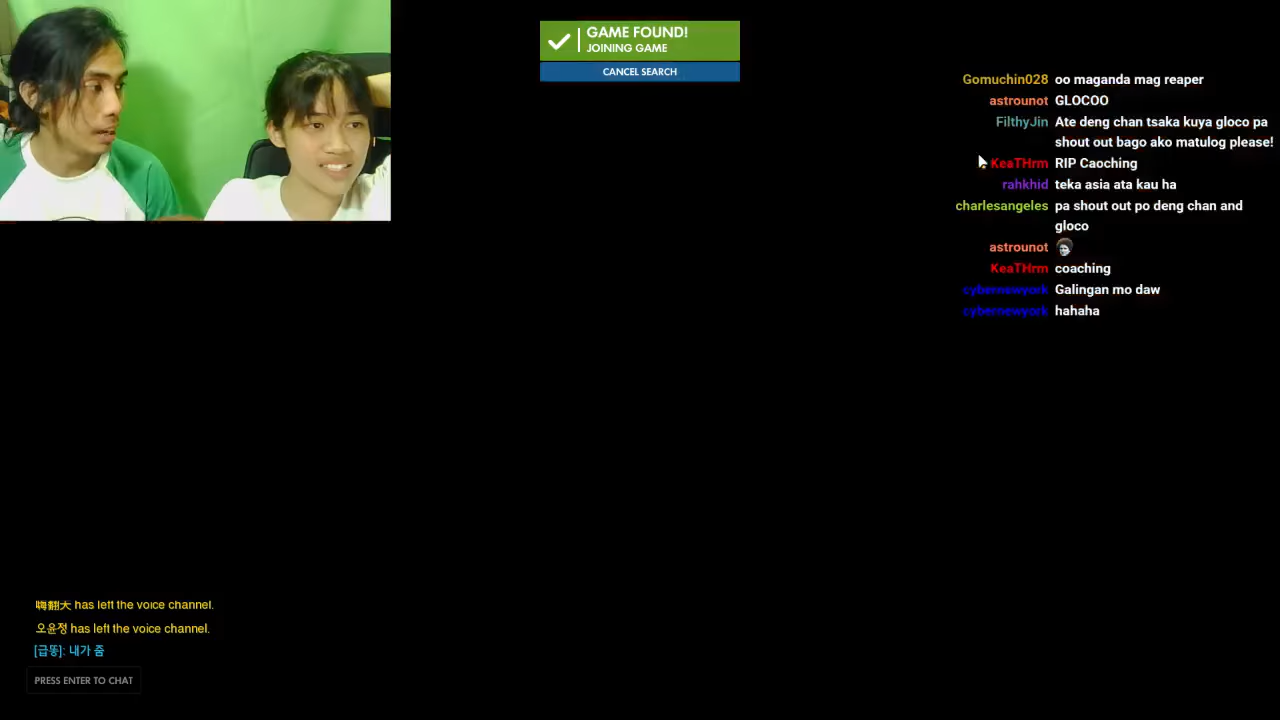 GAME FOUND!
JOINING GAME
CANCEL SEARCH
Gomuchin028 oo maganda mag reaper
astrounot GLOCOO
FilthyJin Ate deng chan tsaka kuya gloco pa
shout out bago ako matulog please!
KeaTHrm RIP Caoching
rahkhid teka asia ata kau ha
charlesangeles pa shout out po deng chan and
gloco
astrounot
KeaTHrm coaching
cybernewyork Galingan mo daw
cybernewyork hahaha
嗨翻天 has left the voice channel.
오윤정 has left the voice channel.
[급똥]: 내가 줌
PRESS ENTER TO CHAT